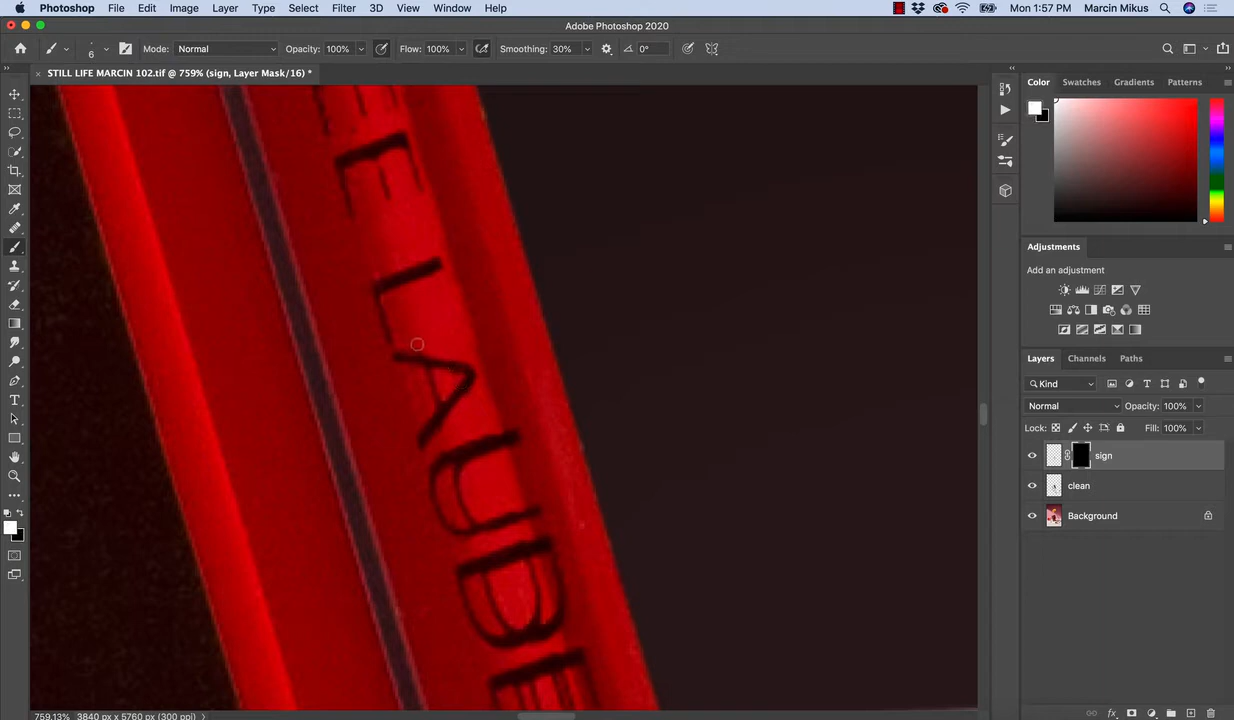 Photoshop File Edit Image Layer Type Select Filter 3D View Window Help Mon 1:57 PM Marcin Mikus
Adobe Photoshop 2020
6 Mode: Normal Opacity: 100% Flow: 100% Smoothing: 30% 0°
STILL LIFE MARCIN 102.tif @ 759% (sign, Layer Mask/16) *
Color Swatches Gradients Patterns
Adjustments
Add an adjustment
Layers Channels Paths
Kind
Normal Opacity: 100%
Lock: Fill: 100%
sign
clean
Background
EE LAUDE
759.13% 3840 px x 5760 px (300 ppi)